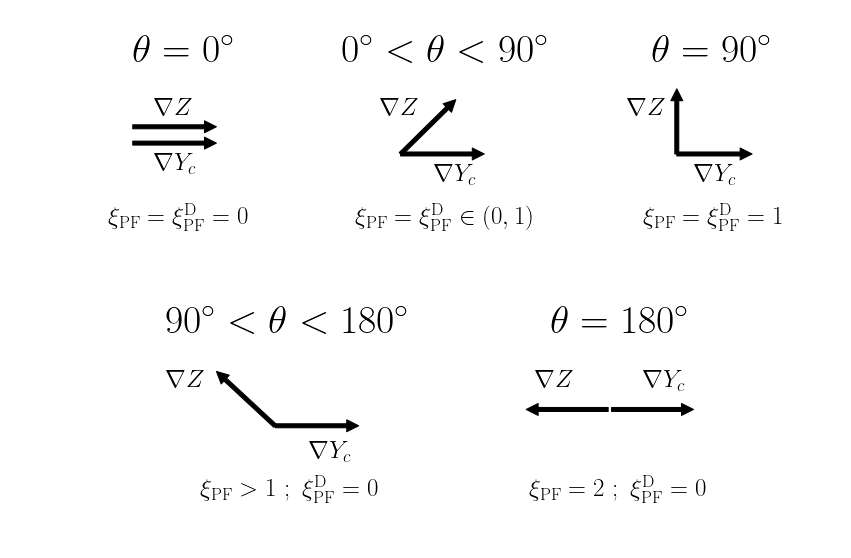 θ = 0° 0° < θ < 90° θ = 90°
∇Z ∇Z ∇Z
∇Y_c ∇Y_c ∇Y_c
ξ_PF = ξ_PF^D = 0 ξ_PF = ξ_PF^D ∈ (0, 1) ξ_PF = ξ_PF^D = 1
90° < θ < 180° θ = 180°
∇Z ∇Z ∇Y_c
∇Y_c
ξ_PF > 1 ; ξ_PF^D = 0 ξ_PF = 2 ; ξ_PF^D = 0